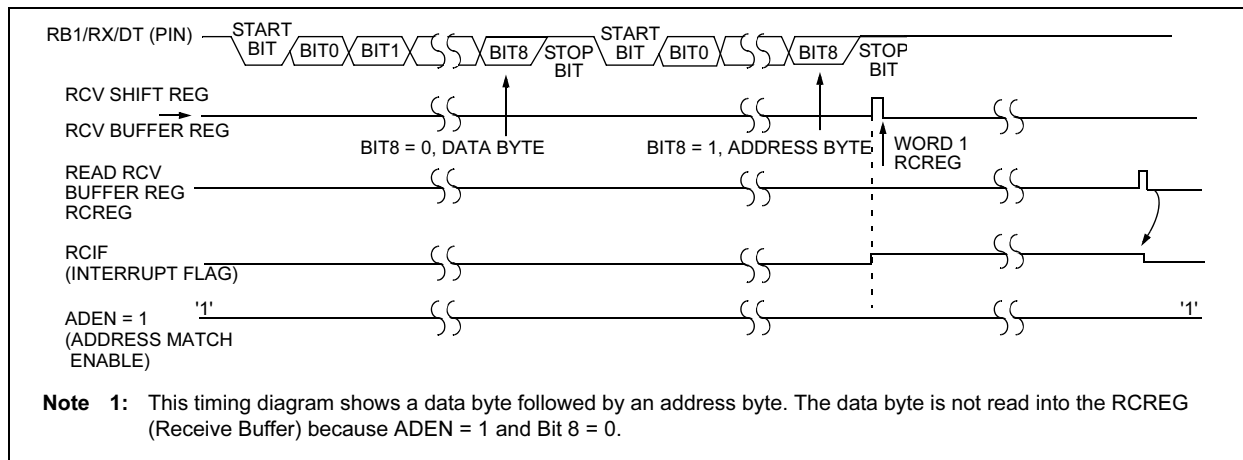 RB1/RX/DT (PIN)
START
BIT
BIT0
BIT1
BIT8
STOP
BIT
START
BIT
BIT0
BIT8
STOP
BIT
RCV SHIFT REG
RCV BUFFER REG
BIT8 = 0, DATA BYTE
BIT8 = 1, ADDRESS BYTE
WORD 1
RCREG
READ RCV
BUFFER REG
RCREG
RCIF
(INTERRUPT FLAG)
ADEN = 1
(ADDRESS MATCH
ENABLE)
'1'
'1'
Note 1: This timing diagram shows a data byte followed by an address byte. The data byte is not read into the RCREG
(Receive Buffer) because ADEN = 1 and Bit 8 = 0.